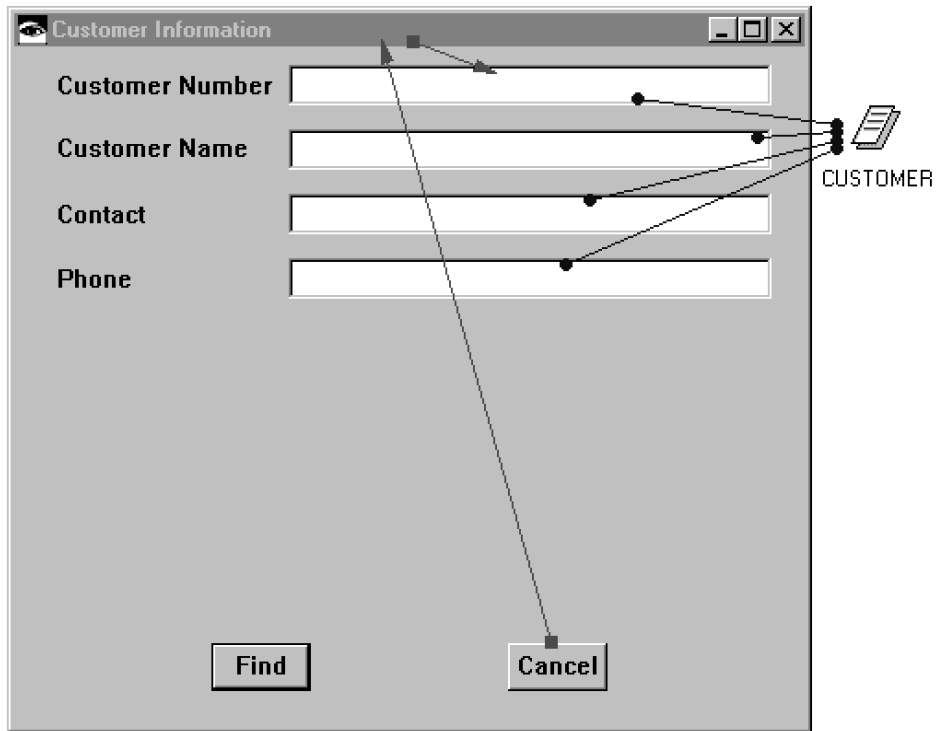 Customer Information
Customer Number
CUSTOMER
Customer Name
Contact
Phone
Find
Cancel